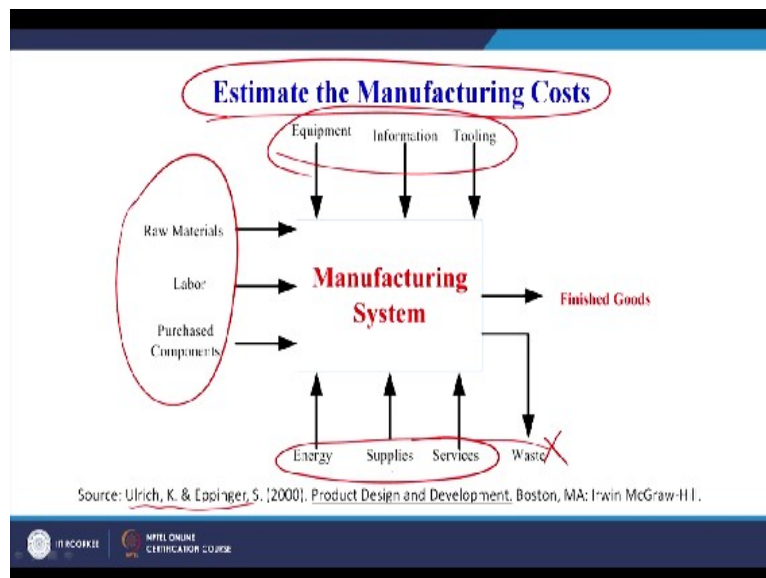 Estimate the Manufacturing Costs
Equipment Information Tooling
Raw Materials
Labor
Purchased
Components
Manufacturing
System
Finished Goods
Energy Supplies Services Waste
Source: Ulrich, K. & Eppinger, S. (2000). Product Design and Development. Boston, MA: Irwin McGraw-Hill.
IIT ROORKEE
NPTEL ONLINE
CERTIFICATION COURSE